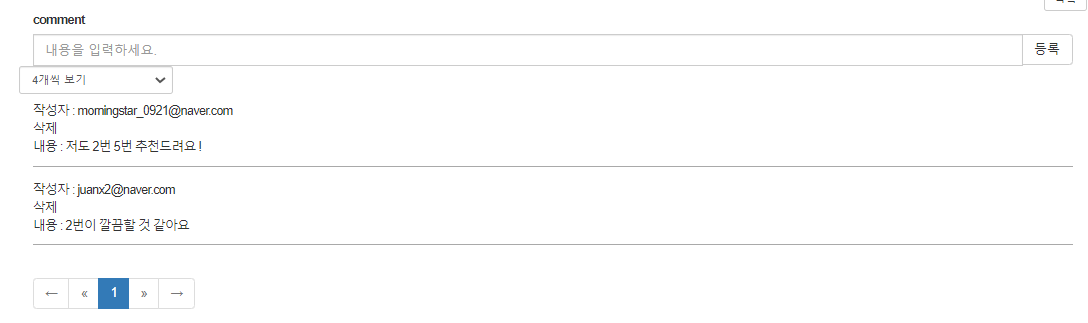 comment
내용을 입력하세요.
등록
4개씩 보기
작성자 : morningstar_0921@naver.com
삭제
내용 : 저도 2번 5번 추천드려요 !
작성자 : juanx2@naver.com
삭제
내용 : 2번이 깔끔할 것 같아요
← « 1 » →